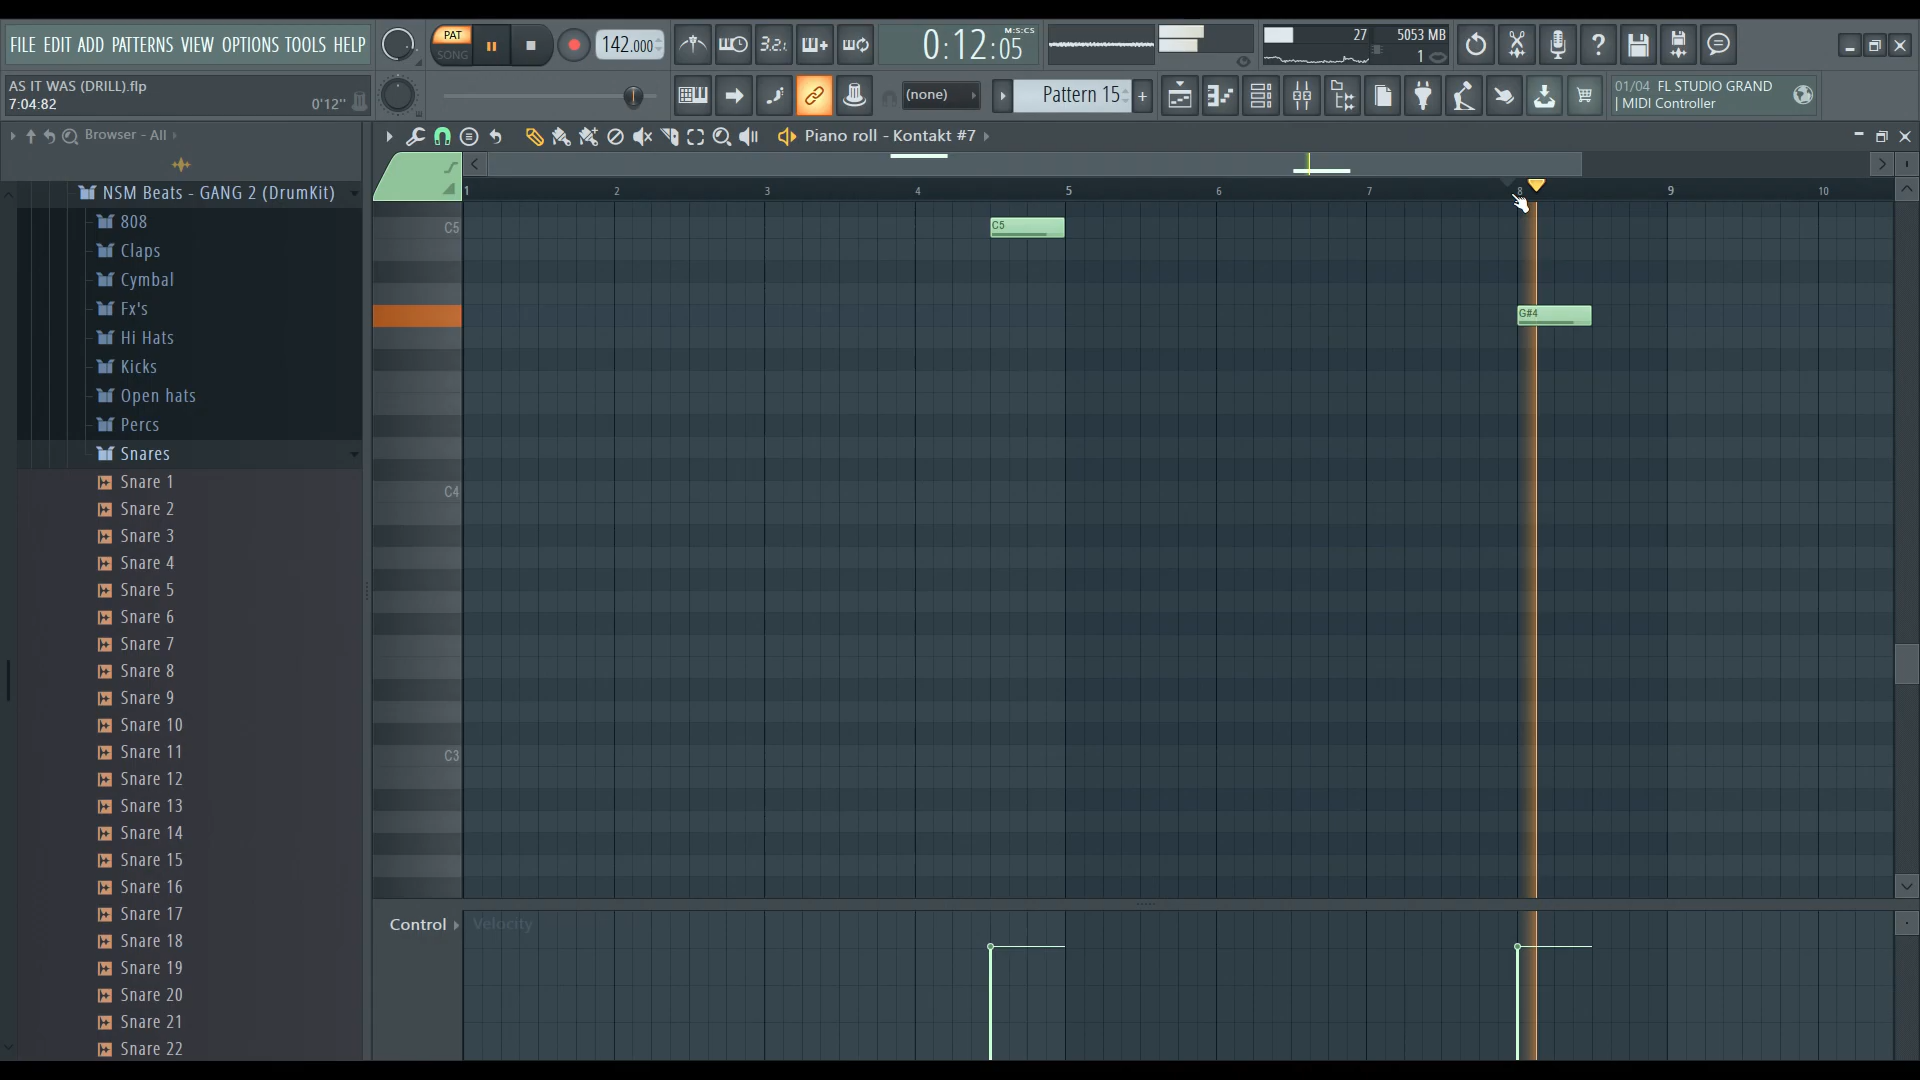 FILE EDIT ADD PATTERNS VIEW OPTIONS TOOLS HELP
PAT
SONG
142.000
3.2.
0:12:05
M:S:CS
27
5053 MB
1
AS IT WAS (DRILL).flp
7:04:82
0'12"
(none)
Pattern 15
01/04 FL STUDIO GRAND
| MIDI Controller
Browser - All
Piano roll - Kontakt #7
NSM Beats - GANG 2 (DrumKit)
808
Claps
Cymbal
Fx's
Hi Hats
Kicks
Open hats
Percs
Snares
Snare 1
Snare 2
Snare 3
Snare 4
Snare 5
Snare 6
Snare 7
Snare 8
Snare 9
Snare 10
Snare 11
Snare 12
Snare 13
Snare 14
Snare 15
Snare 16
Snare 17
Snare 18
Snare 19
Snare 20
Snare 21
Snare 22
1 2 3 4 5 6 7 8 9 10
C5
C5
G#4
C4
C3
Control
Velocity